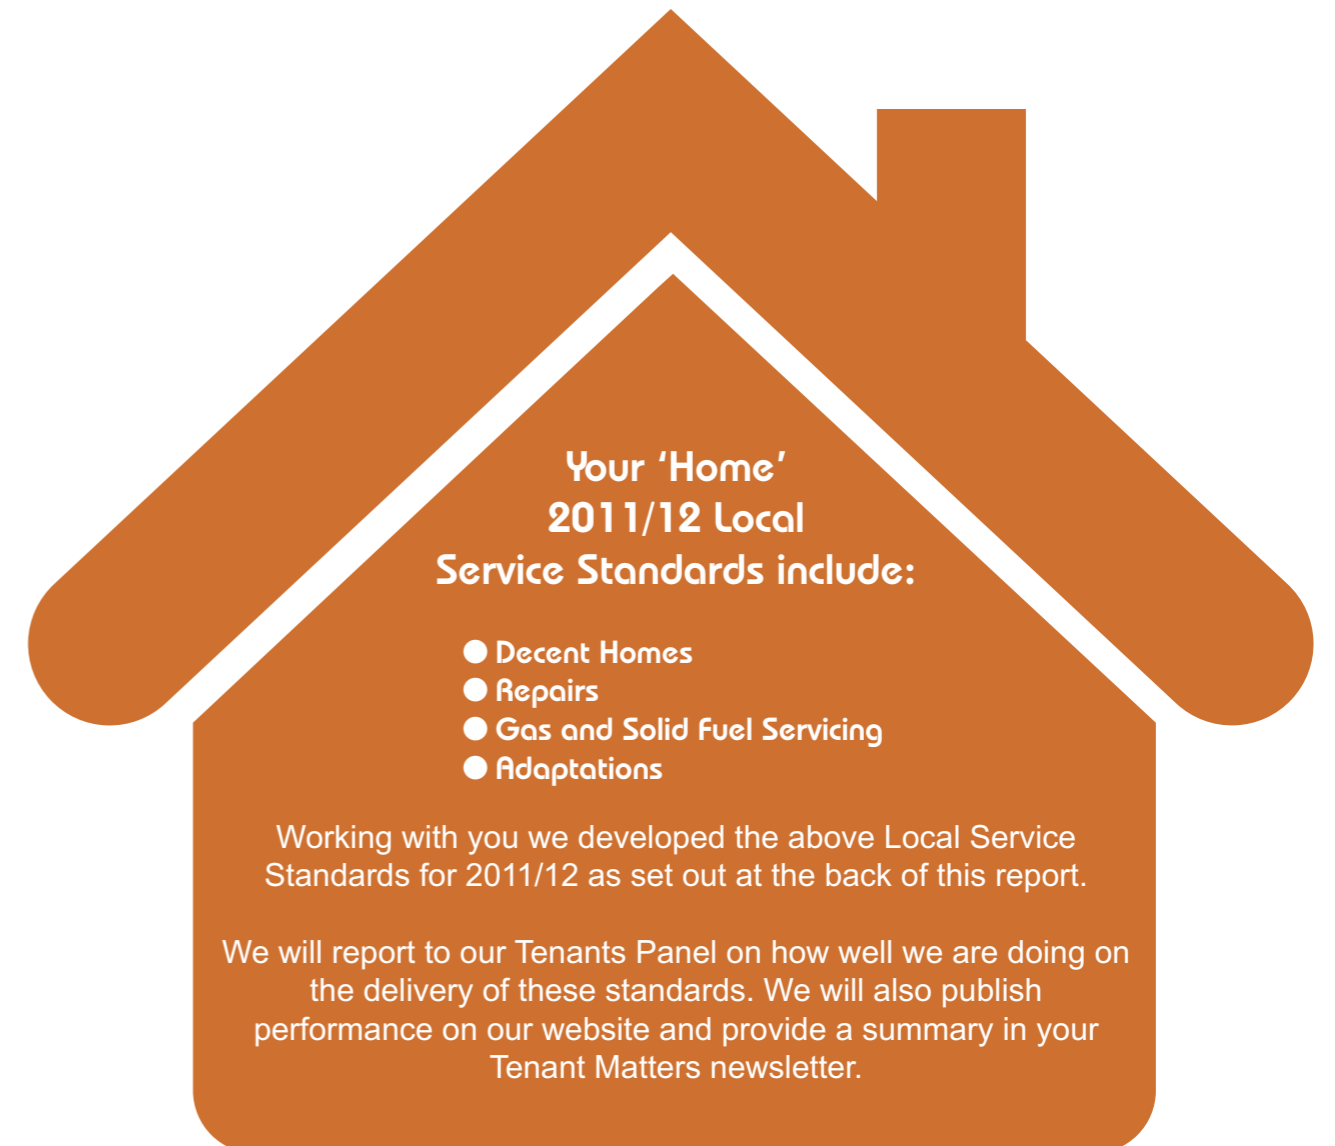 Your ‘Home’
2011/12 Local
Service Standards include:
● Decent Homes
● Repairs
● Gas and Solid Fuel Servicing
● Adaptations
Working with you we developed the above Local Service
Standards for 2011/12 as set out at the back of this report.
We will report to our Tenants Panel on how well we are doing on
the delivery of these standards. We will also publish
performance on our website and provide a summary in your
Tenant Matters newsletter.